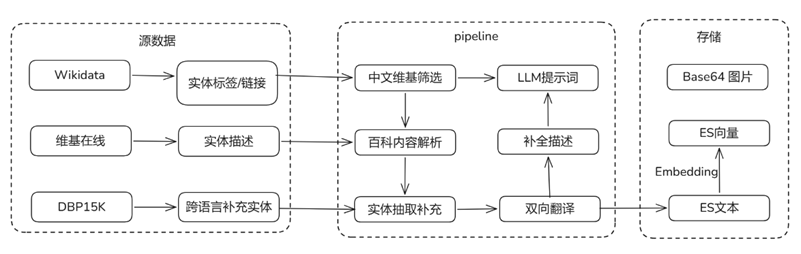 源数据
Wikidata
实体标签/链接
维基在线
实体描述
DBP15K
跨语言补充实体
pipeline
中文维基筛选
LLM提示词
百科内容解析
补全描述
实体抽取补充
双向翻译
存储
Base64 图片
ES向量
Embedding
ES文本